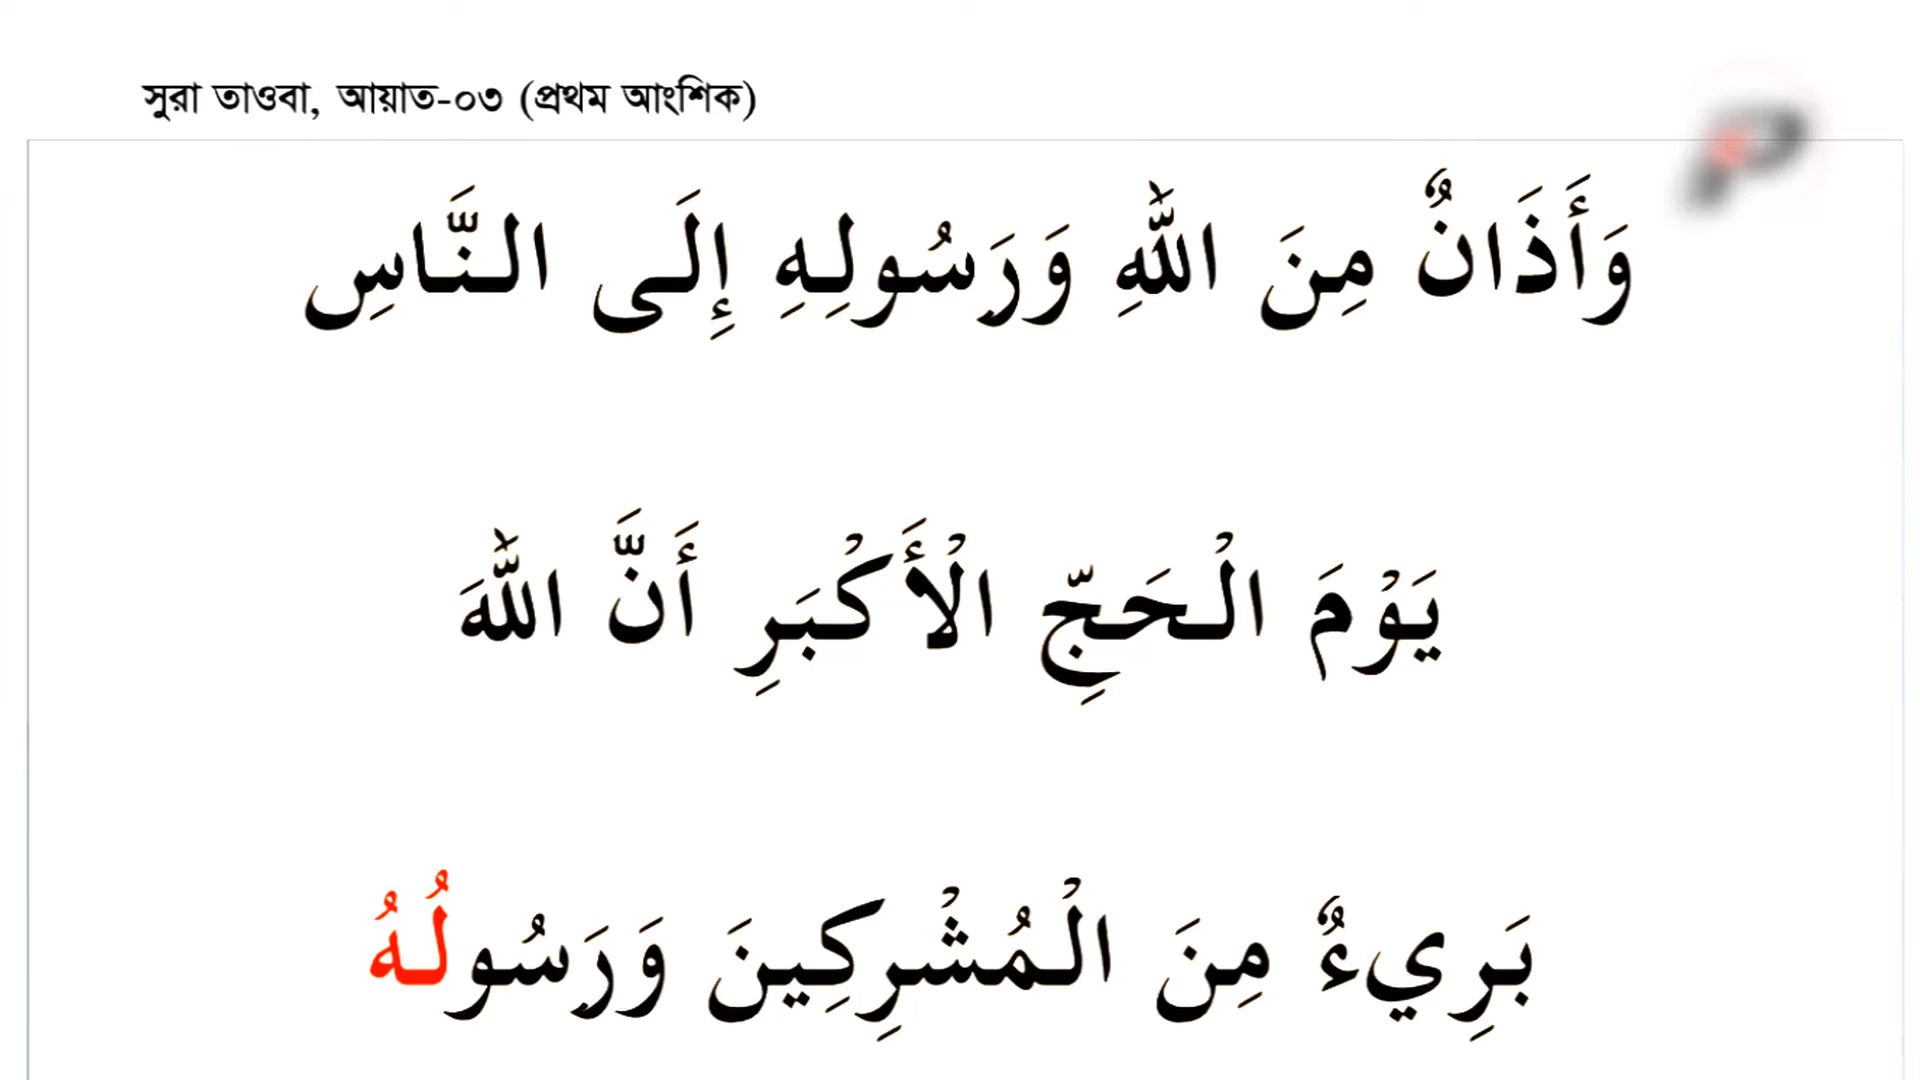 সুরা তাওবা, আয়াত-০৩ (প্রথম আংশিক)
وَأَذَانٌ مِنَ اللّٰهِ وَرَسُولِهِ إِلَى النَّاسِ
يَوْمَ الْحَجِّ الْأَكْبَرِ أَنَّ اللّٰهَ
بَرِيءٌ مِنَ الْمُشْرِكِينَ وَرَسُولُهُ